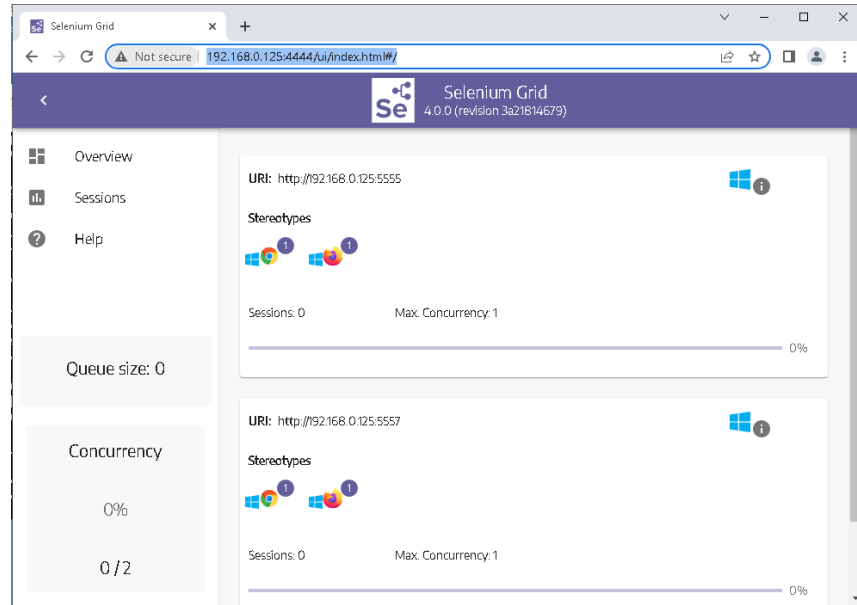 Selenium Grid
Not secure 192.168.0.125:4444/ui/index.html#/
Se
Selenium Grid
4.0.0 (revision 3a21814679)
Overview
Sessions
Help
Queue size: 0
Concurrency
0%
0 / 2
URI: http://192.168.0.125:5555
Stereotypes
1 1
Sessions: 0 Max. Concurrency: 1
0%
URI: http://192.168.0.125:5557
Stereotypes
1 1
Sessions: 0 Max. Concurrency: 1
0%